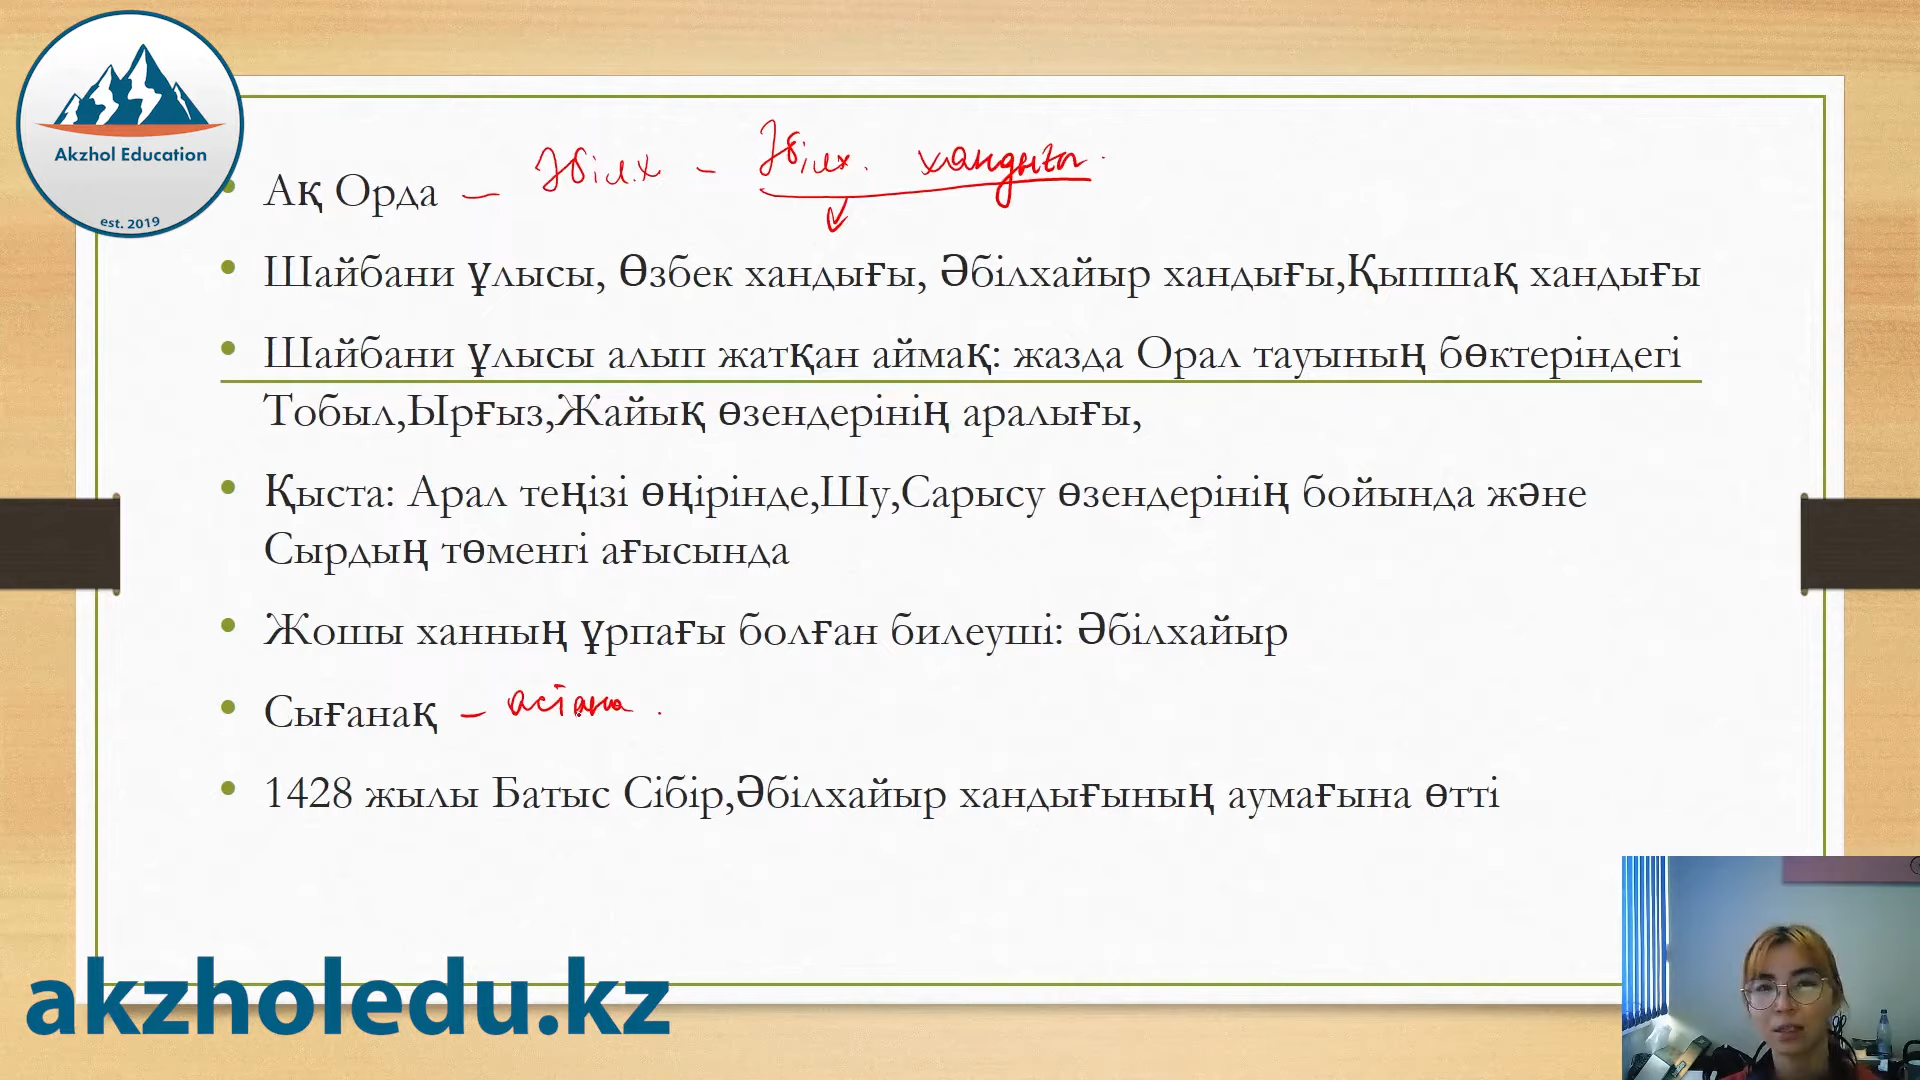 Akzhol Education
est. 2019
Ақ Орда – Әбілх – Әбілх. хандығы.
Шайбани ұлысы, Өзбек хандығы, Әбілхайыр хандығы,Қыпшақ хандығы
Шайбани ұлысы алып жатқан аймақ: жазда Орал тауының бөктеріндегі
Тобыл,Ырғыз,Жайық өзендерінің аралығы,
Қыста: Арал теңізі өңірінде,Шу,Сарысу өзендерінің бойында және
Сырдың төменгі ағысында
Жошы ханның ұрпағы болған билеуші: Әбілхайыр
Сығанақ – астана.
1428 жылы Батыс Сібір,Әбілхайыр хандығының аумағына өтті
akzholedu.kz